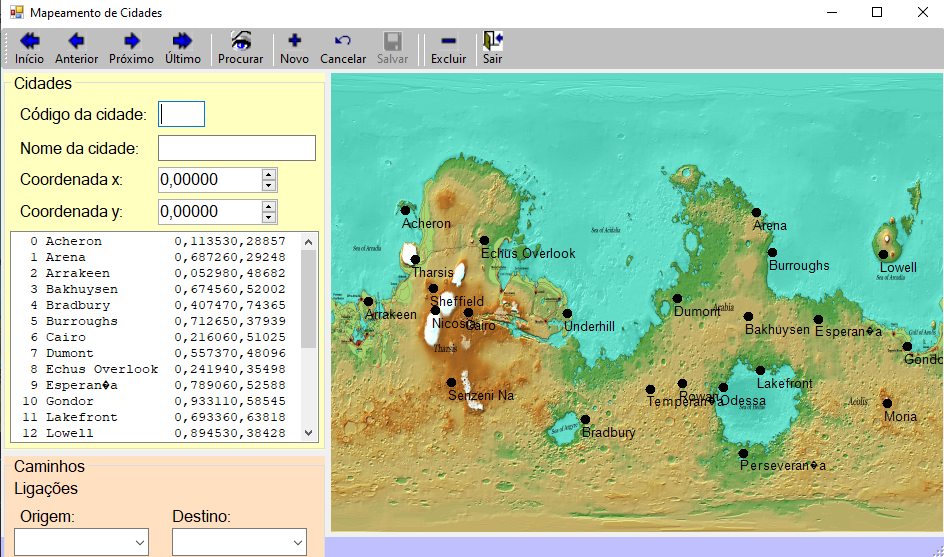 Mapeamento de Cidades
Início Anterior Próximo Último Procurar Novo Cancelar Salvar Excluir Sair
Cidades
Código da cidade:
Nome da cidade:
Coordenada x: 0,00000
Coordenada y: 0,00000
0 Acheron 0,113530,28857
1 Arena 0,687260,29248
2 Arrakeen 0,052980,48682
3 Bakhuysen 0,674560,52002
4 Bradbury 0,407470,74365
5 Burroughs 0,712650,37939
6 Cairo 0,216060,51025
7 Dumont 0,557370,48096
8 Echus Overlook 0,241940,35498
9 Esperan�a 0,789060,52588
10 Gondor 0,933110,58545
11 Lakefront 0,693360,63818
12 Lowell 0,894530,38428
Caminhos
Ligações
Origem: Destino:
Acheron
Arena
Sea of Acidalia
Sea of Arcadia
Echus Overlook
Burroughs
Lowell
Sea of Arcadia
Tharsis
Sheffield
Arrakeen
Nicosia
Cairo
Underhill
Dumont
Arabia
Bakhuysen
Esperan�a
Tharsis
Gondo
Lakefront
Senzeni Na
Temperan�a
Rowan
Odessa
Aeolis
Moria
Bradbury
Perseveran�a